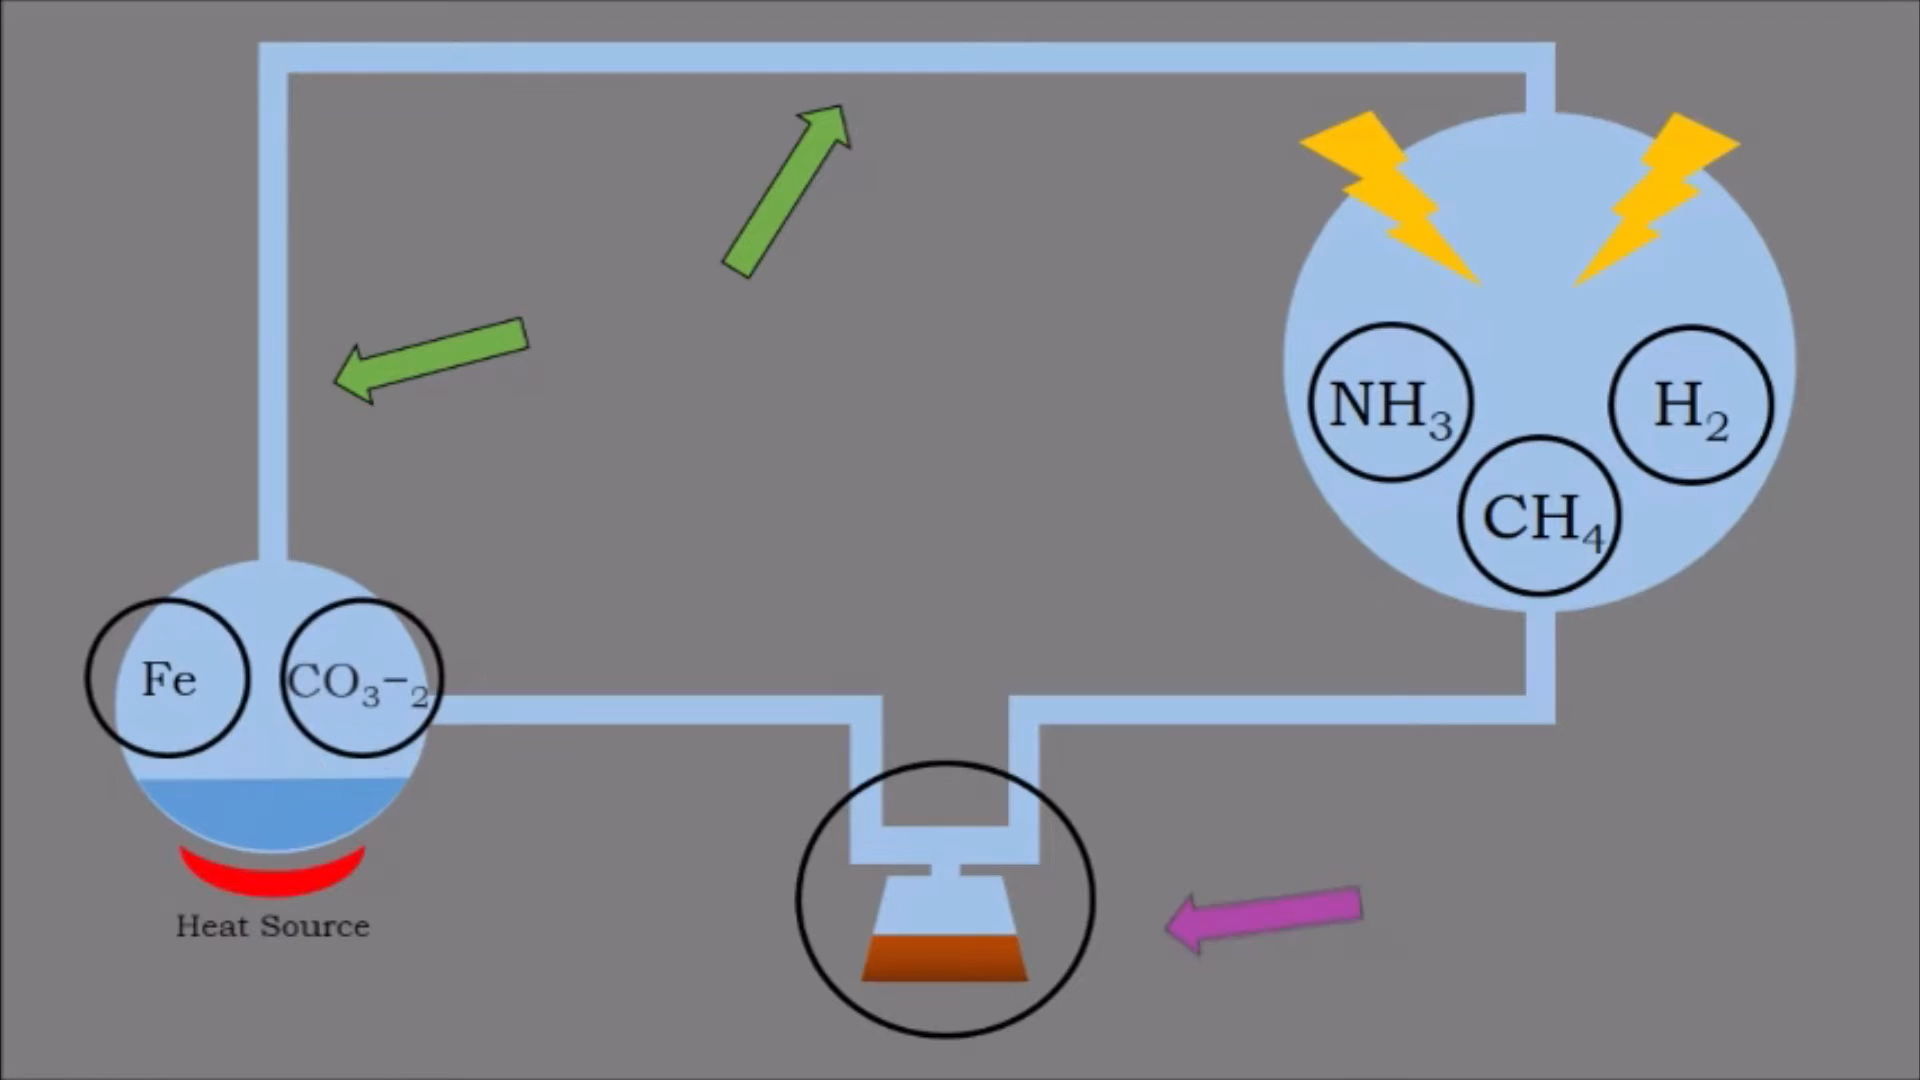 NH₃
H₂
CH₄
Fe
CO₃−₂
Heat Source